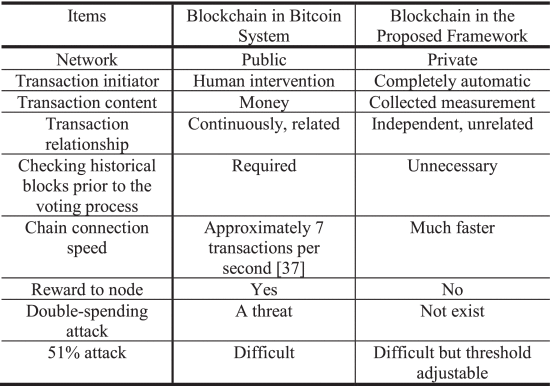 Items Blockchain in Bitcoin System Blockchain in the Proposed Framework
Network Public Private
Transaction initiator Human intervention Completely automatic
Transaction content Money Collected measurement
Transaction relationship Continuously, related Independent, unrelated
Checking historical blocks prior to the voting process Required Unnecessary
Chain connection speed Approximately 7 transactions per second [37] Much faster
Reward to node Yes No
Double-spending attack A threat Not exist
51% attack Difficult Difficult but threshold adjustable